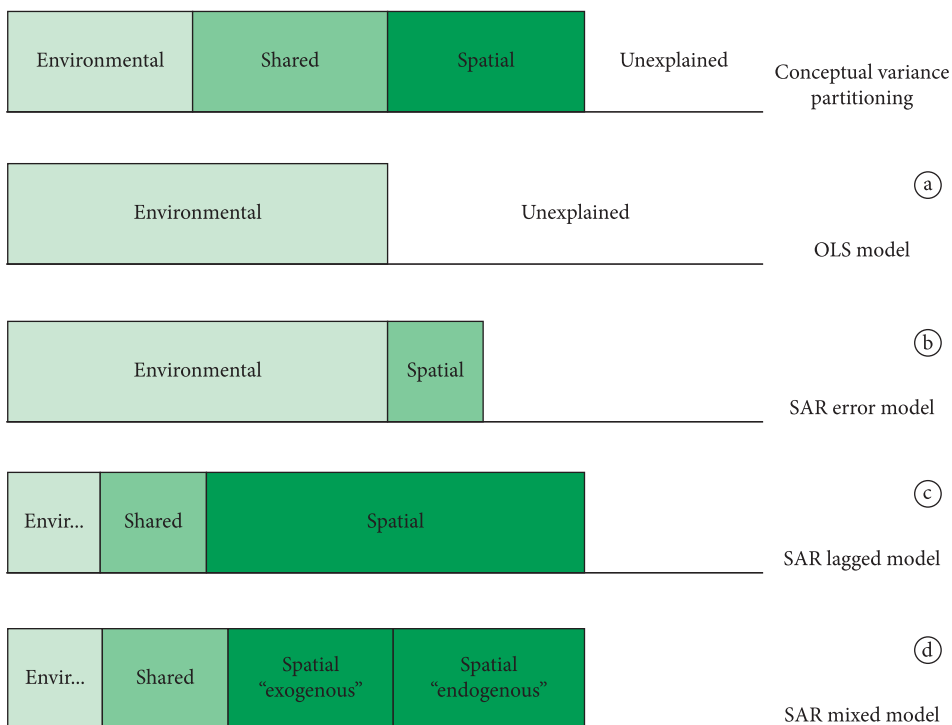 Environmental
Shared
Spatial
Unexplained
Conceptual variance
partitioning
a
Environmental
Unexplained
OLS model
b
Environmental
Spatial
SAR error model
c
Envir...
Shared
Spatial
SAR lagged model
d
Envir...
Shared
Spatial
“exogenous”
Spatial
“endogenous”
SAR mixed model